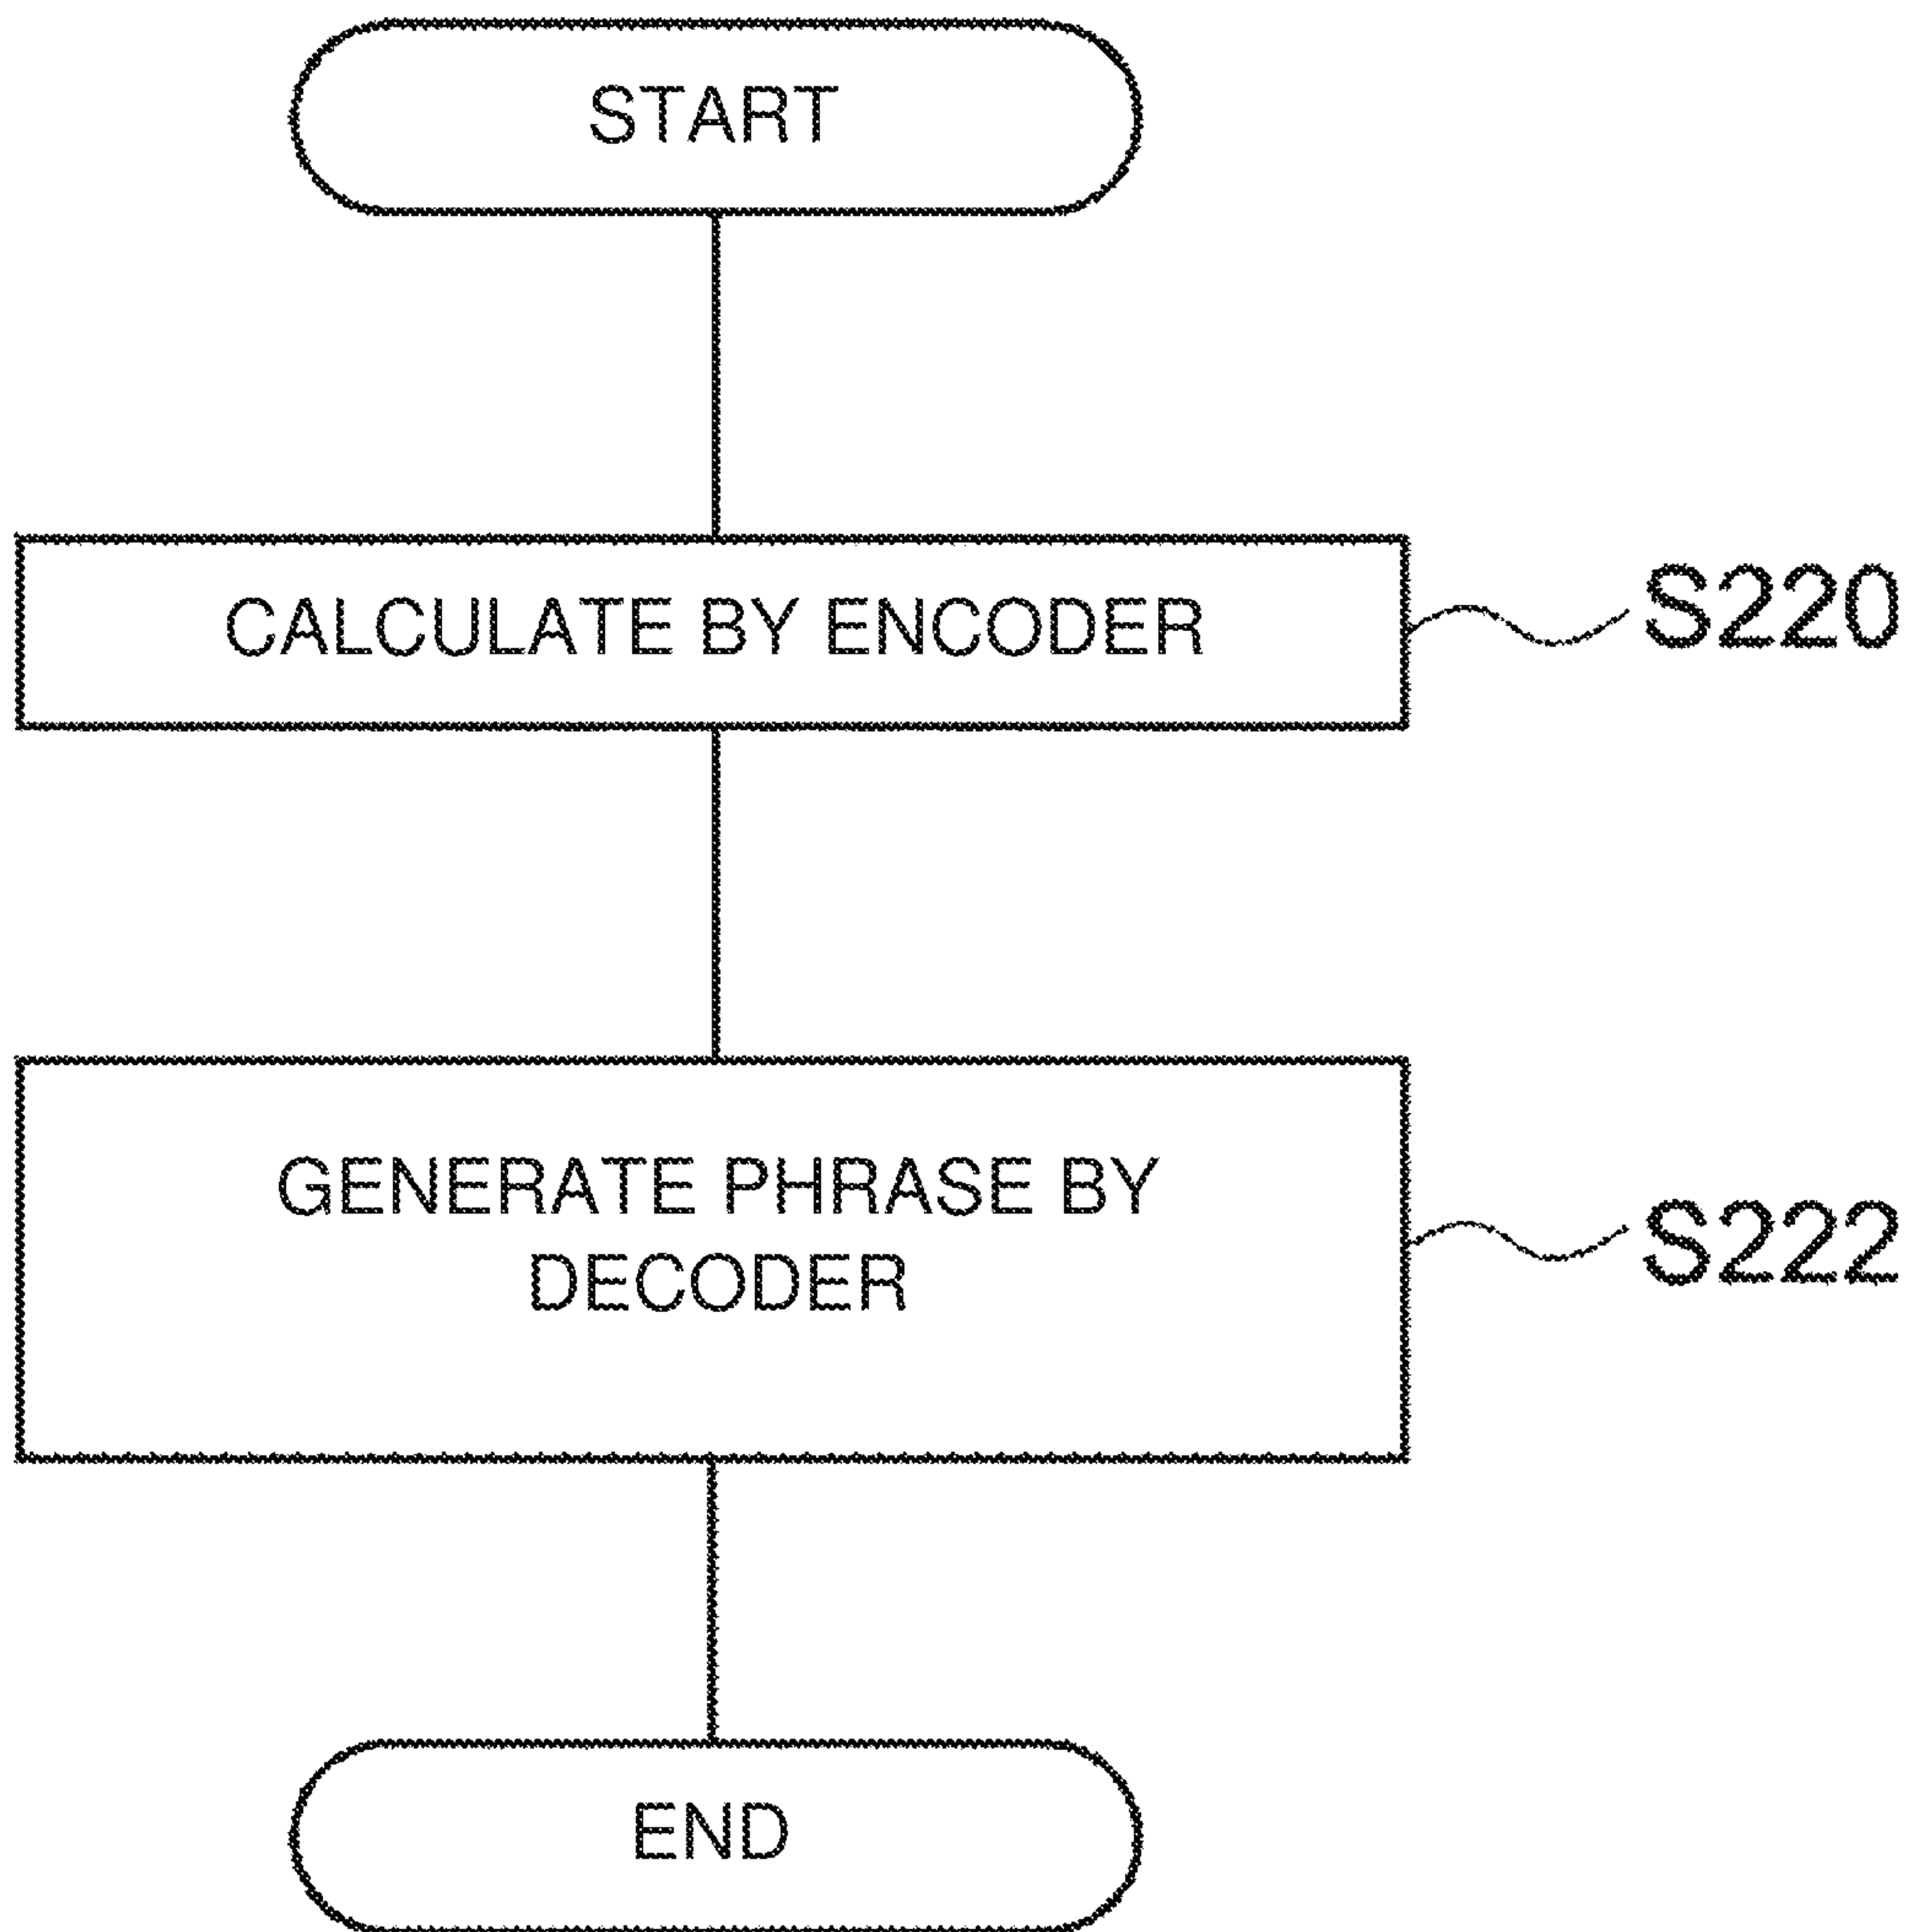 START
CALCULATE BY ENCODER
S220
GENERATE PHRASE BY
DECODER
S222
END